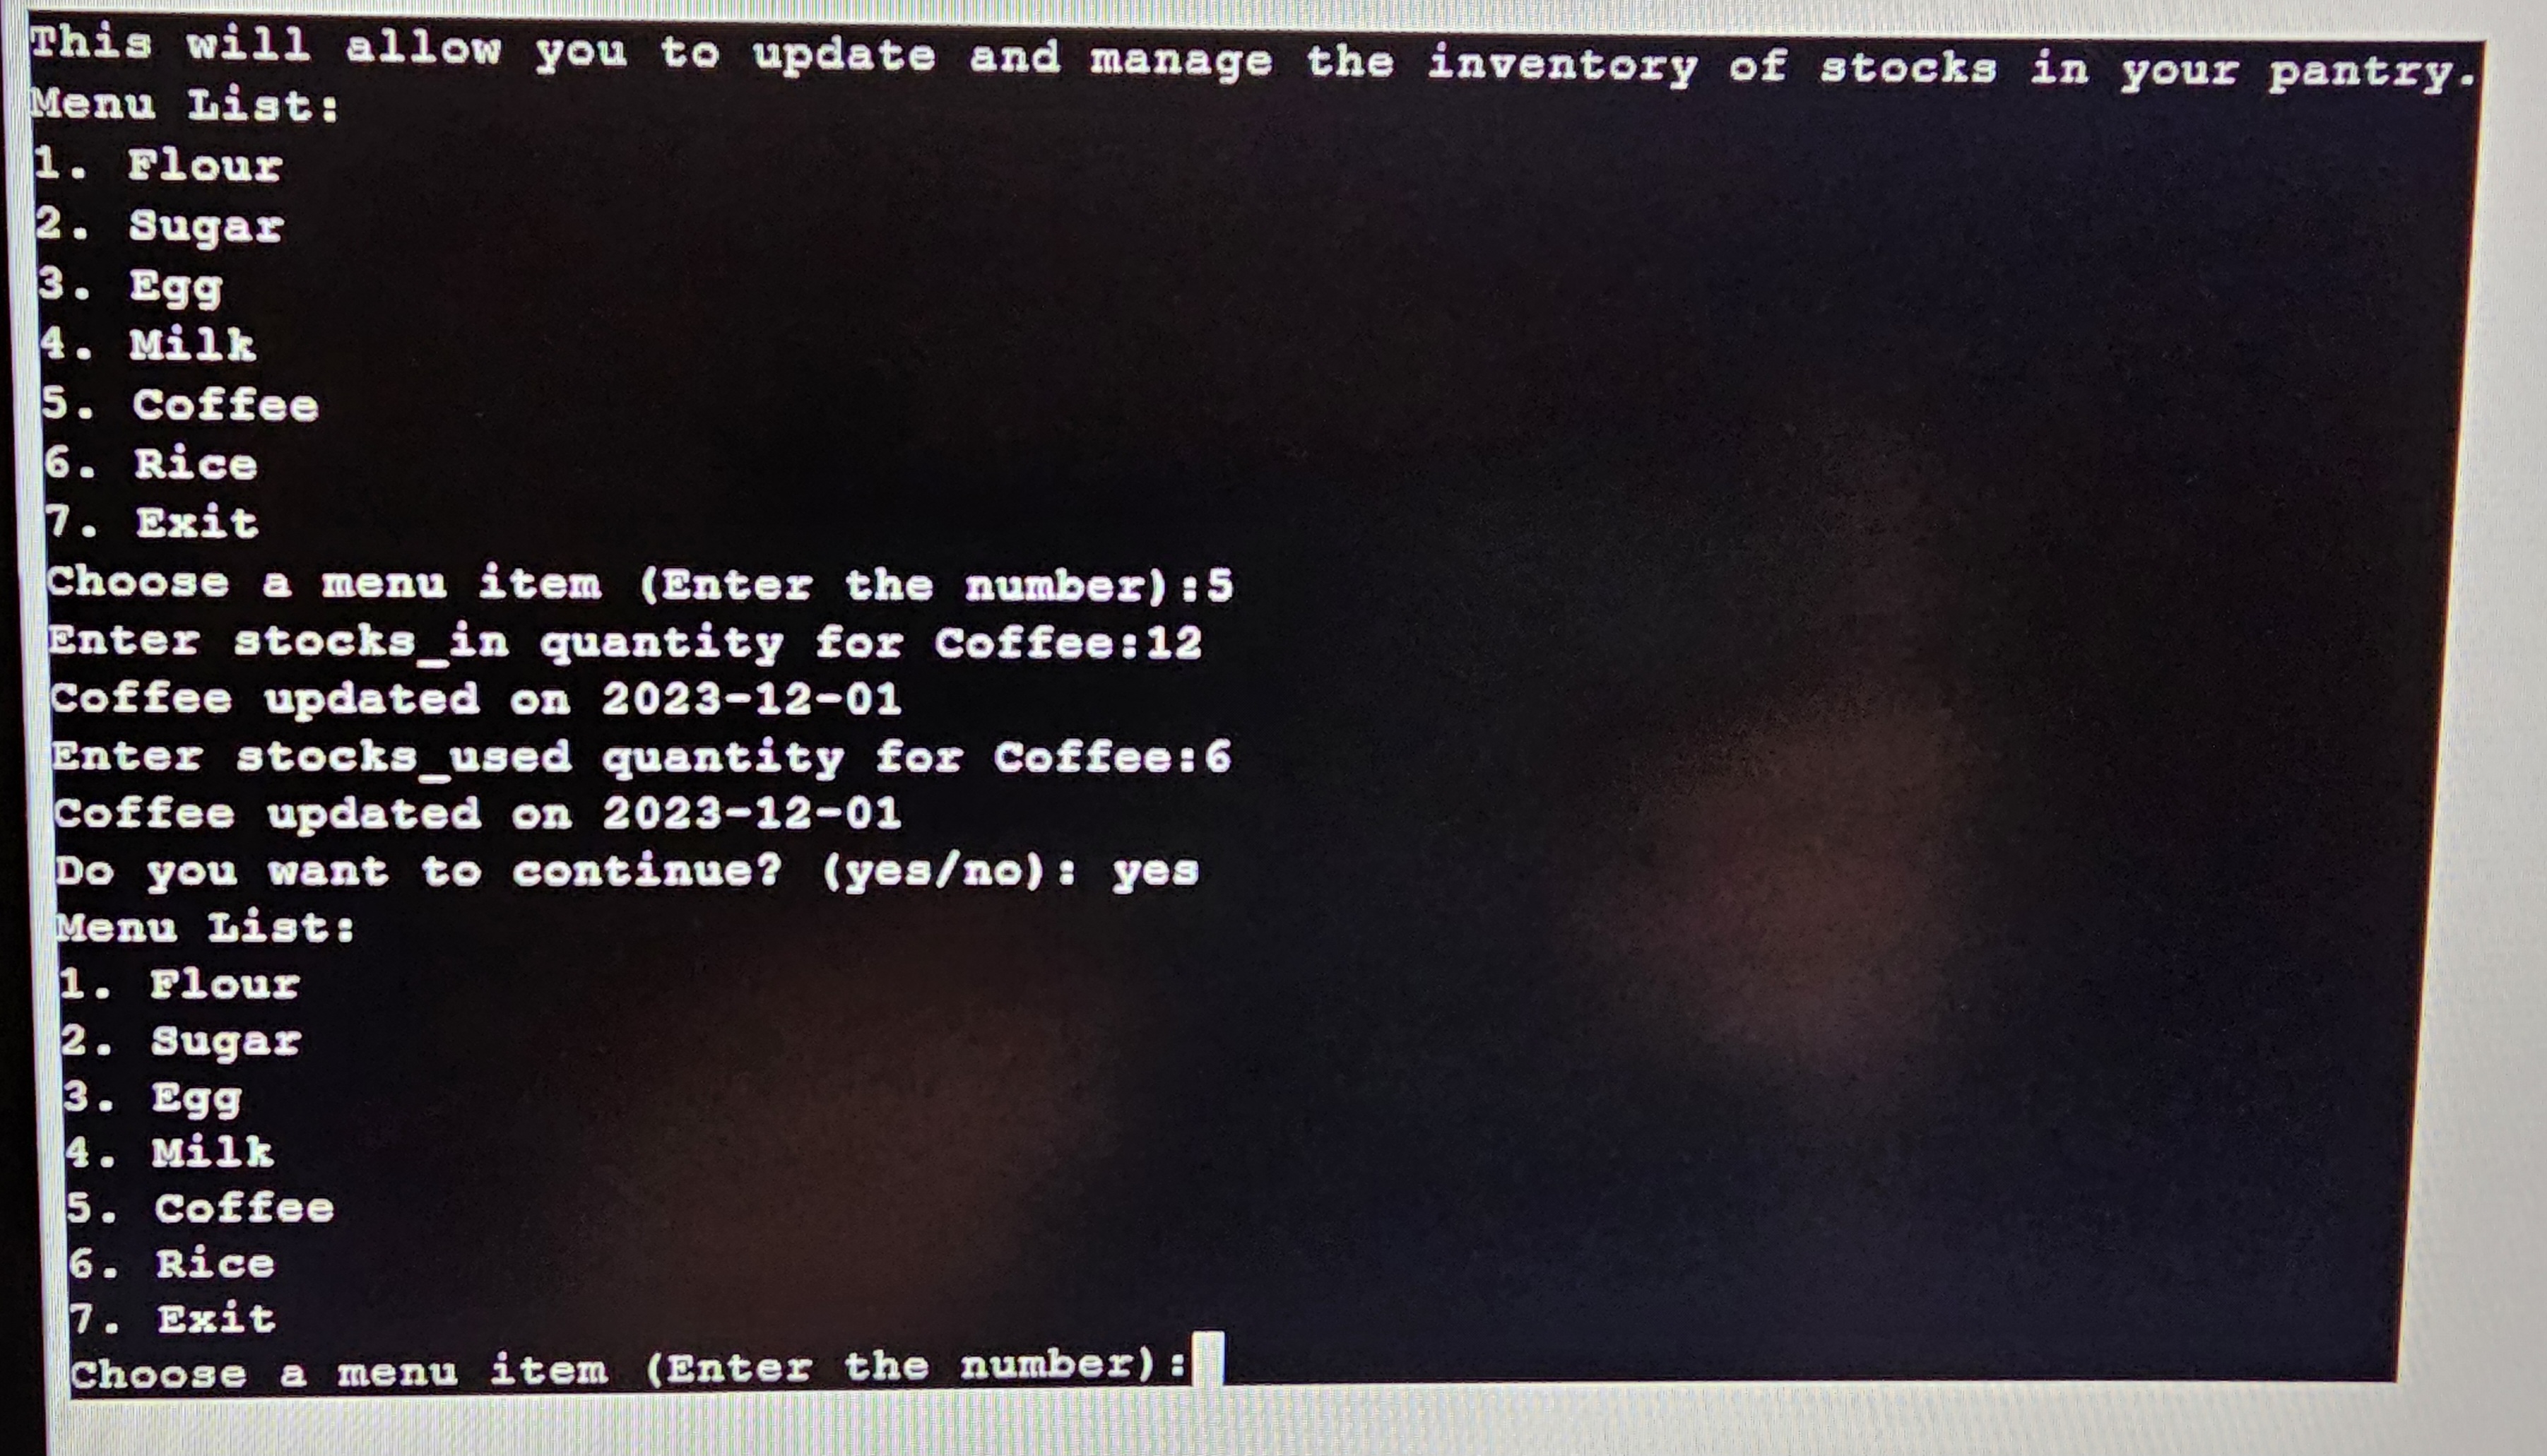 This will allow you to update and manage the inventory of stocks in your pantry.
Menu List:
1. Flour
2. Sugar
3. Egg
4. Milk
5. Coffee
6. Rice
7. Exit
Choose a menu item (Enter the number):5
Enter stocks_in quantity for Coffee:12
Coffee updated on 2023-12-01
Enter stocks_used quantity for Coffee:6
Coffee updated on 2023-12-01
Do you want to continue? (yes/no): yes
Menu List:
1. Flour
2. Sugar
3. Egg
4. Milk
5. Coffee
6. Rice
7. Exit
Choose a menu item (Enter the number):